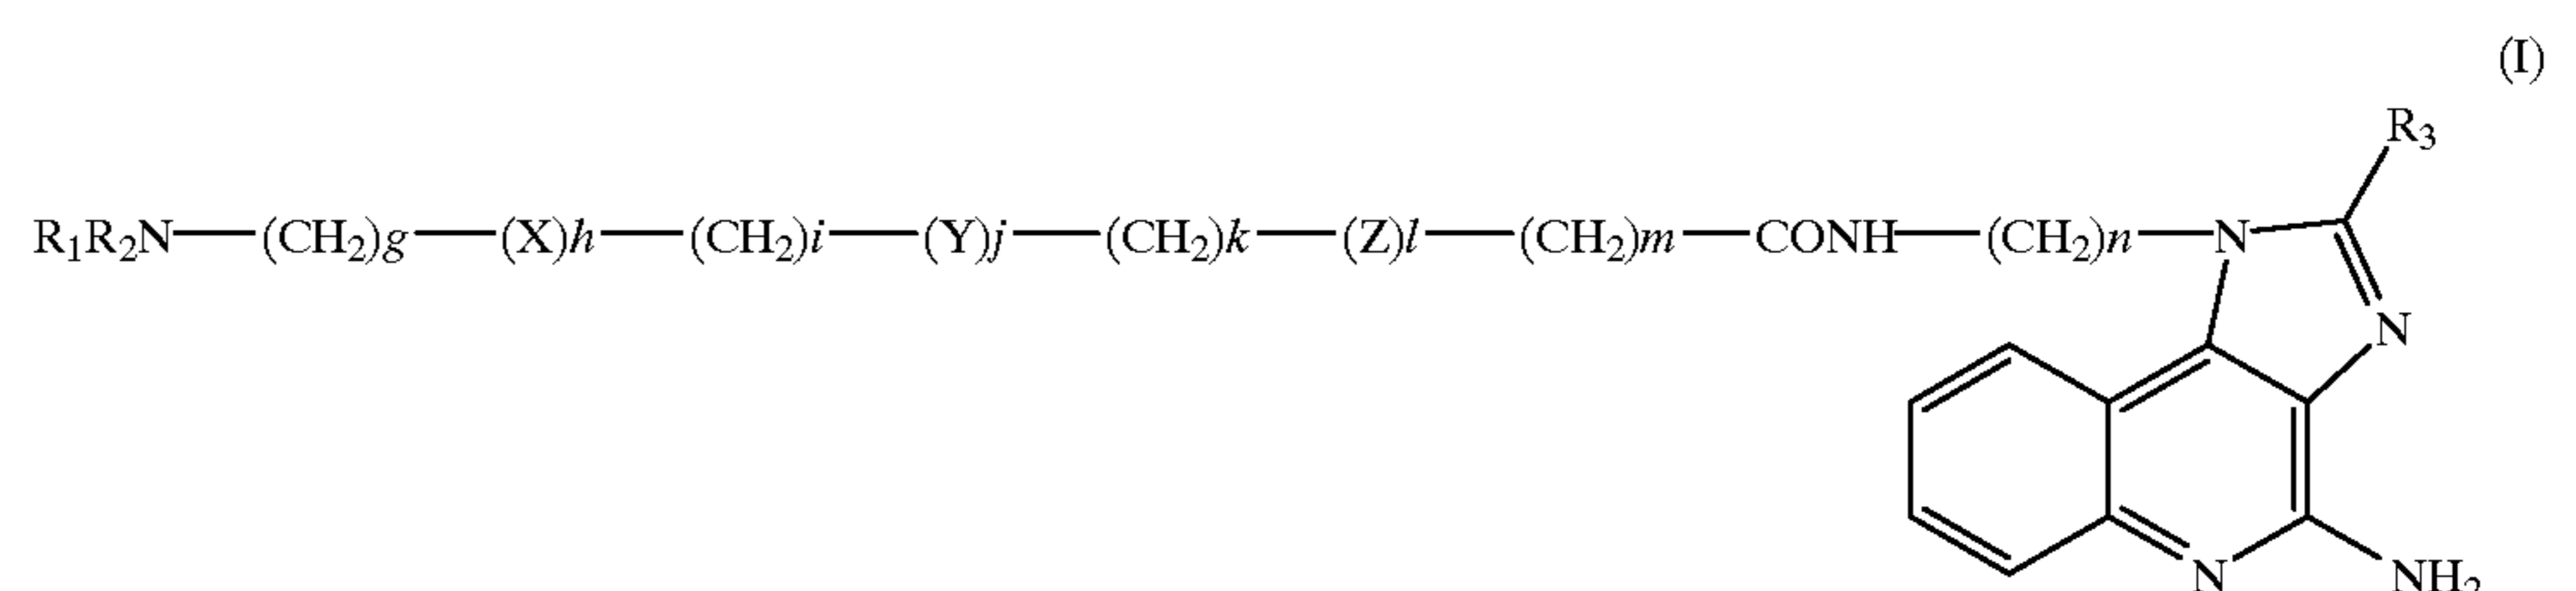 (I)
R₃
R₁R₂N—(CH₂)g—(X)h—(CH₂)i—(Y)j—(CH₂)k—(Z)l—(CH₂)m—CONH—(CH₂)n—N
N
N NH₂